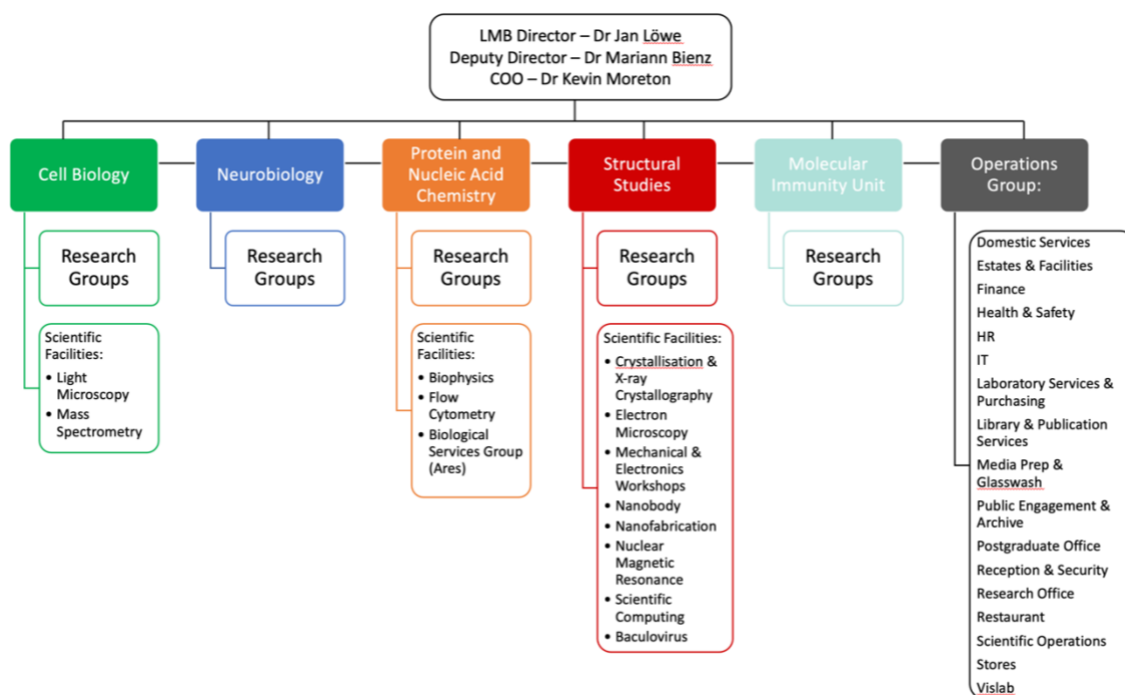 LMB Director – Dr Jan Löwe
Deputy Director – Dr Mariann Bienz
COO – Dr Kevin Moreton
Cell Biology
Neurobiology
Protein and
Nucleic Acid
Chemistry
Structural
Studies
Molecular
Immunity Unit
Operations
Group:
Research
Groups
Research
Groups
Research
Groups
Research
Groups
Research
Groups
Scientific
Facilities:
• Light
Microscopy
• Mass
Spectrometry
Scientific
Facilities:
• Biophysics
• Flow
Cytometry
• Biological
Services Group
(Ares)
Scientific Facilities:
• Crystallisation &
X-ray
Crystallography
• Electron
Microscopy
• Mechanical &
Electronics
Workshops
• Nanobody
• Nanofabrication
• Nuclear
Magnetic
Resonance
• Scientific
Computing
• Baculovirus
Domestic Services
Estates & Facilities
Finance
Health & Safety
HR
IT
Laboratory Services &
Purchasing
Library & Publication
Services
Media Prep &
Glasswash
Public Engagement &
Archive
Postgraduate Office
Reception & Security
Research Office
Restaurant
Scientific Operations
Stores
Vislab